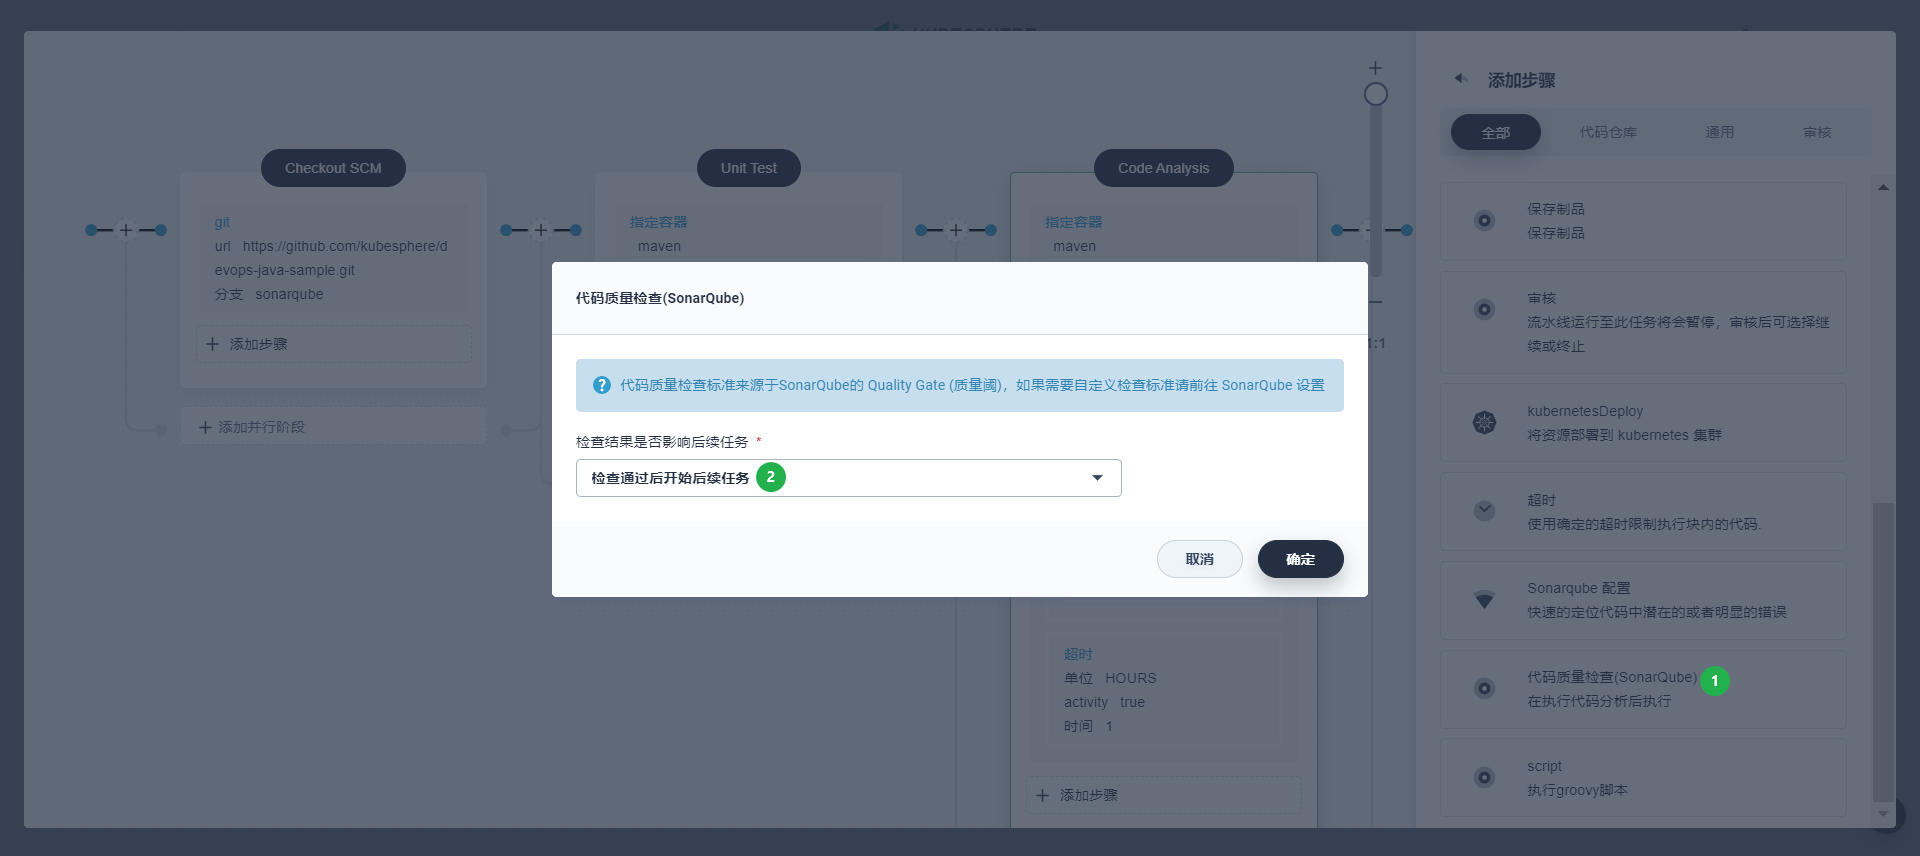 Checkout SCM
git
url https://github.com/kubesphere/d
evops-java-sample.git
分支 sonarqube
添加步骤
添加并行阶段
Unit Test
指定容器
maven
Code Analysis
指定容器
maven
1:1
代码质量检查(SonarQube)
代码质量检查标准来源于SonarQube的 Quality Gate (质量阈)，如果需要自定义检查标准请前往 SonarQube 设置
检查结果是否影响后续任务 *
检查通过后开始后续任务 2
取消 确定
超时
单位 HOURS
activity true
时间 1
添加步骤
添加步骤
全部 代码仓库 通用 审核
保存制品
保存制品
审核
流水线运行至此任务将会暂停，审核后可选择继
续或终止
kubernetesDeploy
将资源部署到 kubernetes 集群
超时
使用确定的超时限制执行块内的代码.
Sonarqube 配置
快速的定位代码中潜在的或者明显的错误
代码质量检查(SonarQube) 1
在执行代码分析后执行
script
执行groovy脚本